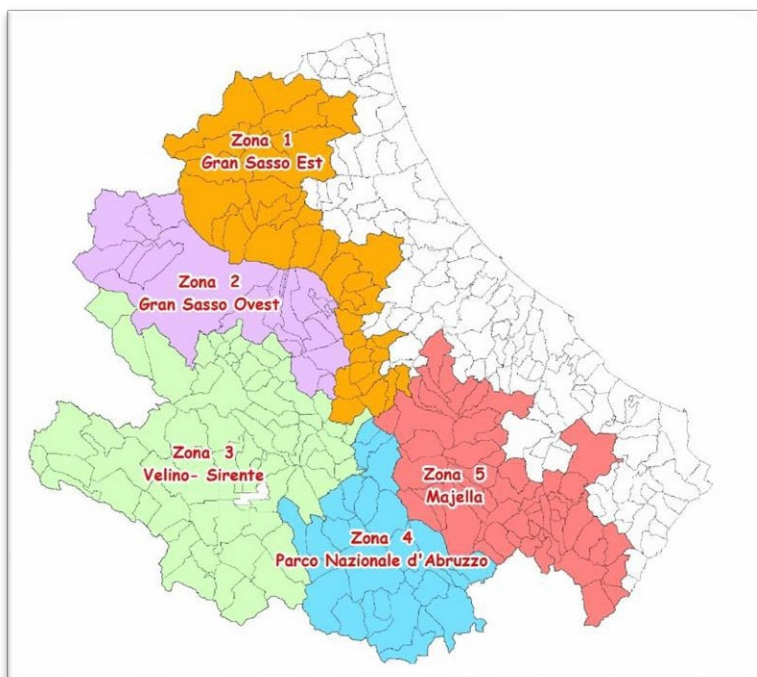 Zona 1
Gran Sasso Est
Zona 2
Gran Sasso Ovest
Zona 3
Velino- Sirente
Zona 4
Parco Nazionale d'Abruzzo
Zona 5
Majella